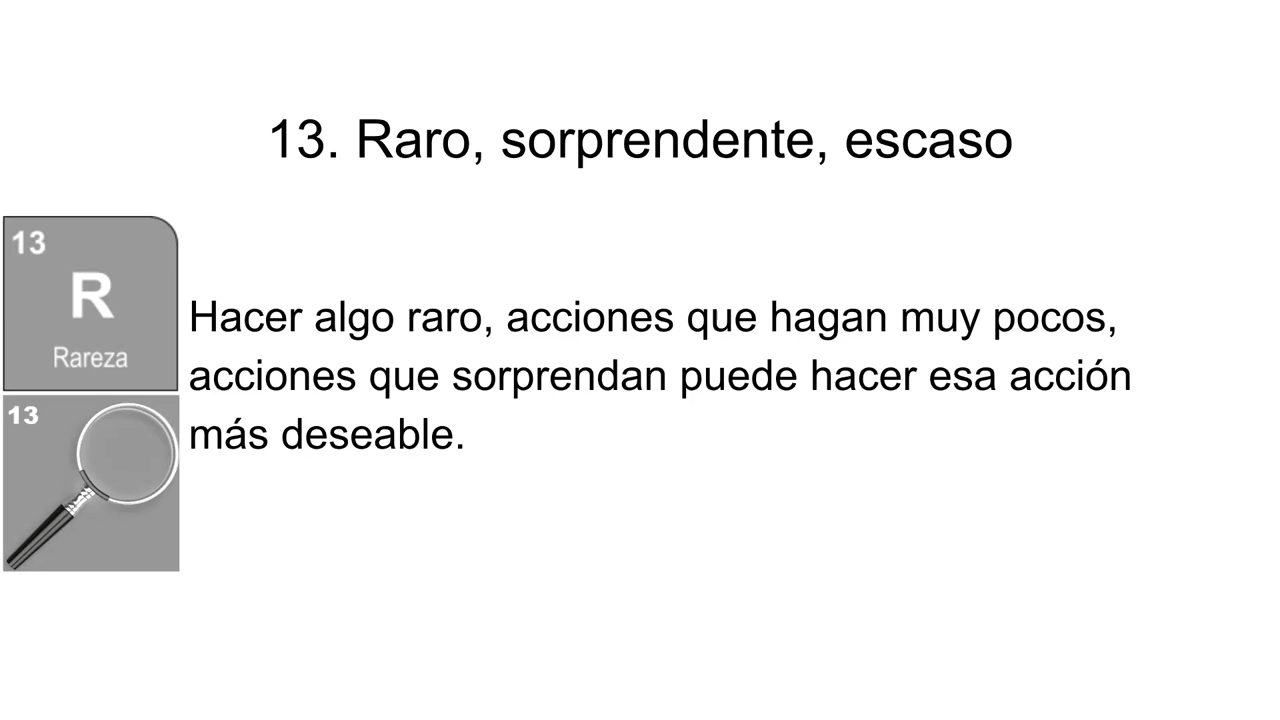 13. Raro, sorprendente, escaso
13
R
Rareza
Hacer algo raro, acciones que hagan muy pocos,
acciones que sorprendan puede hacer esa acción
más deseable.
13